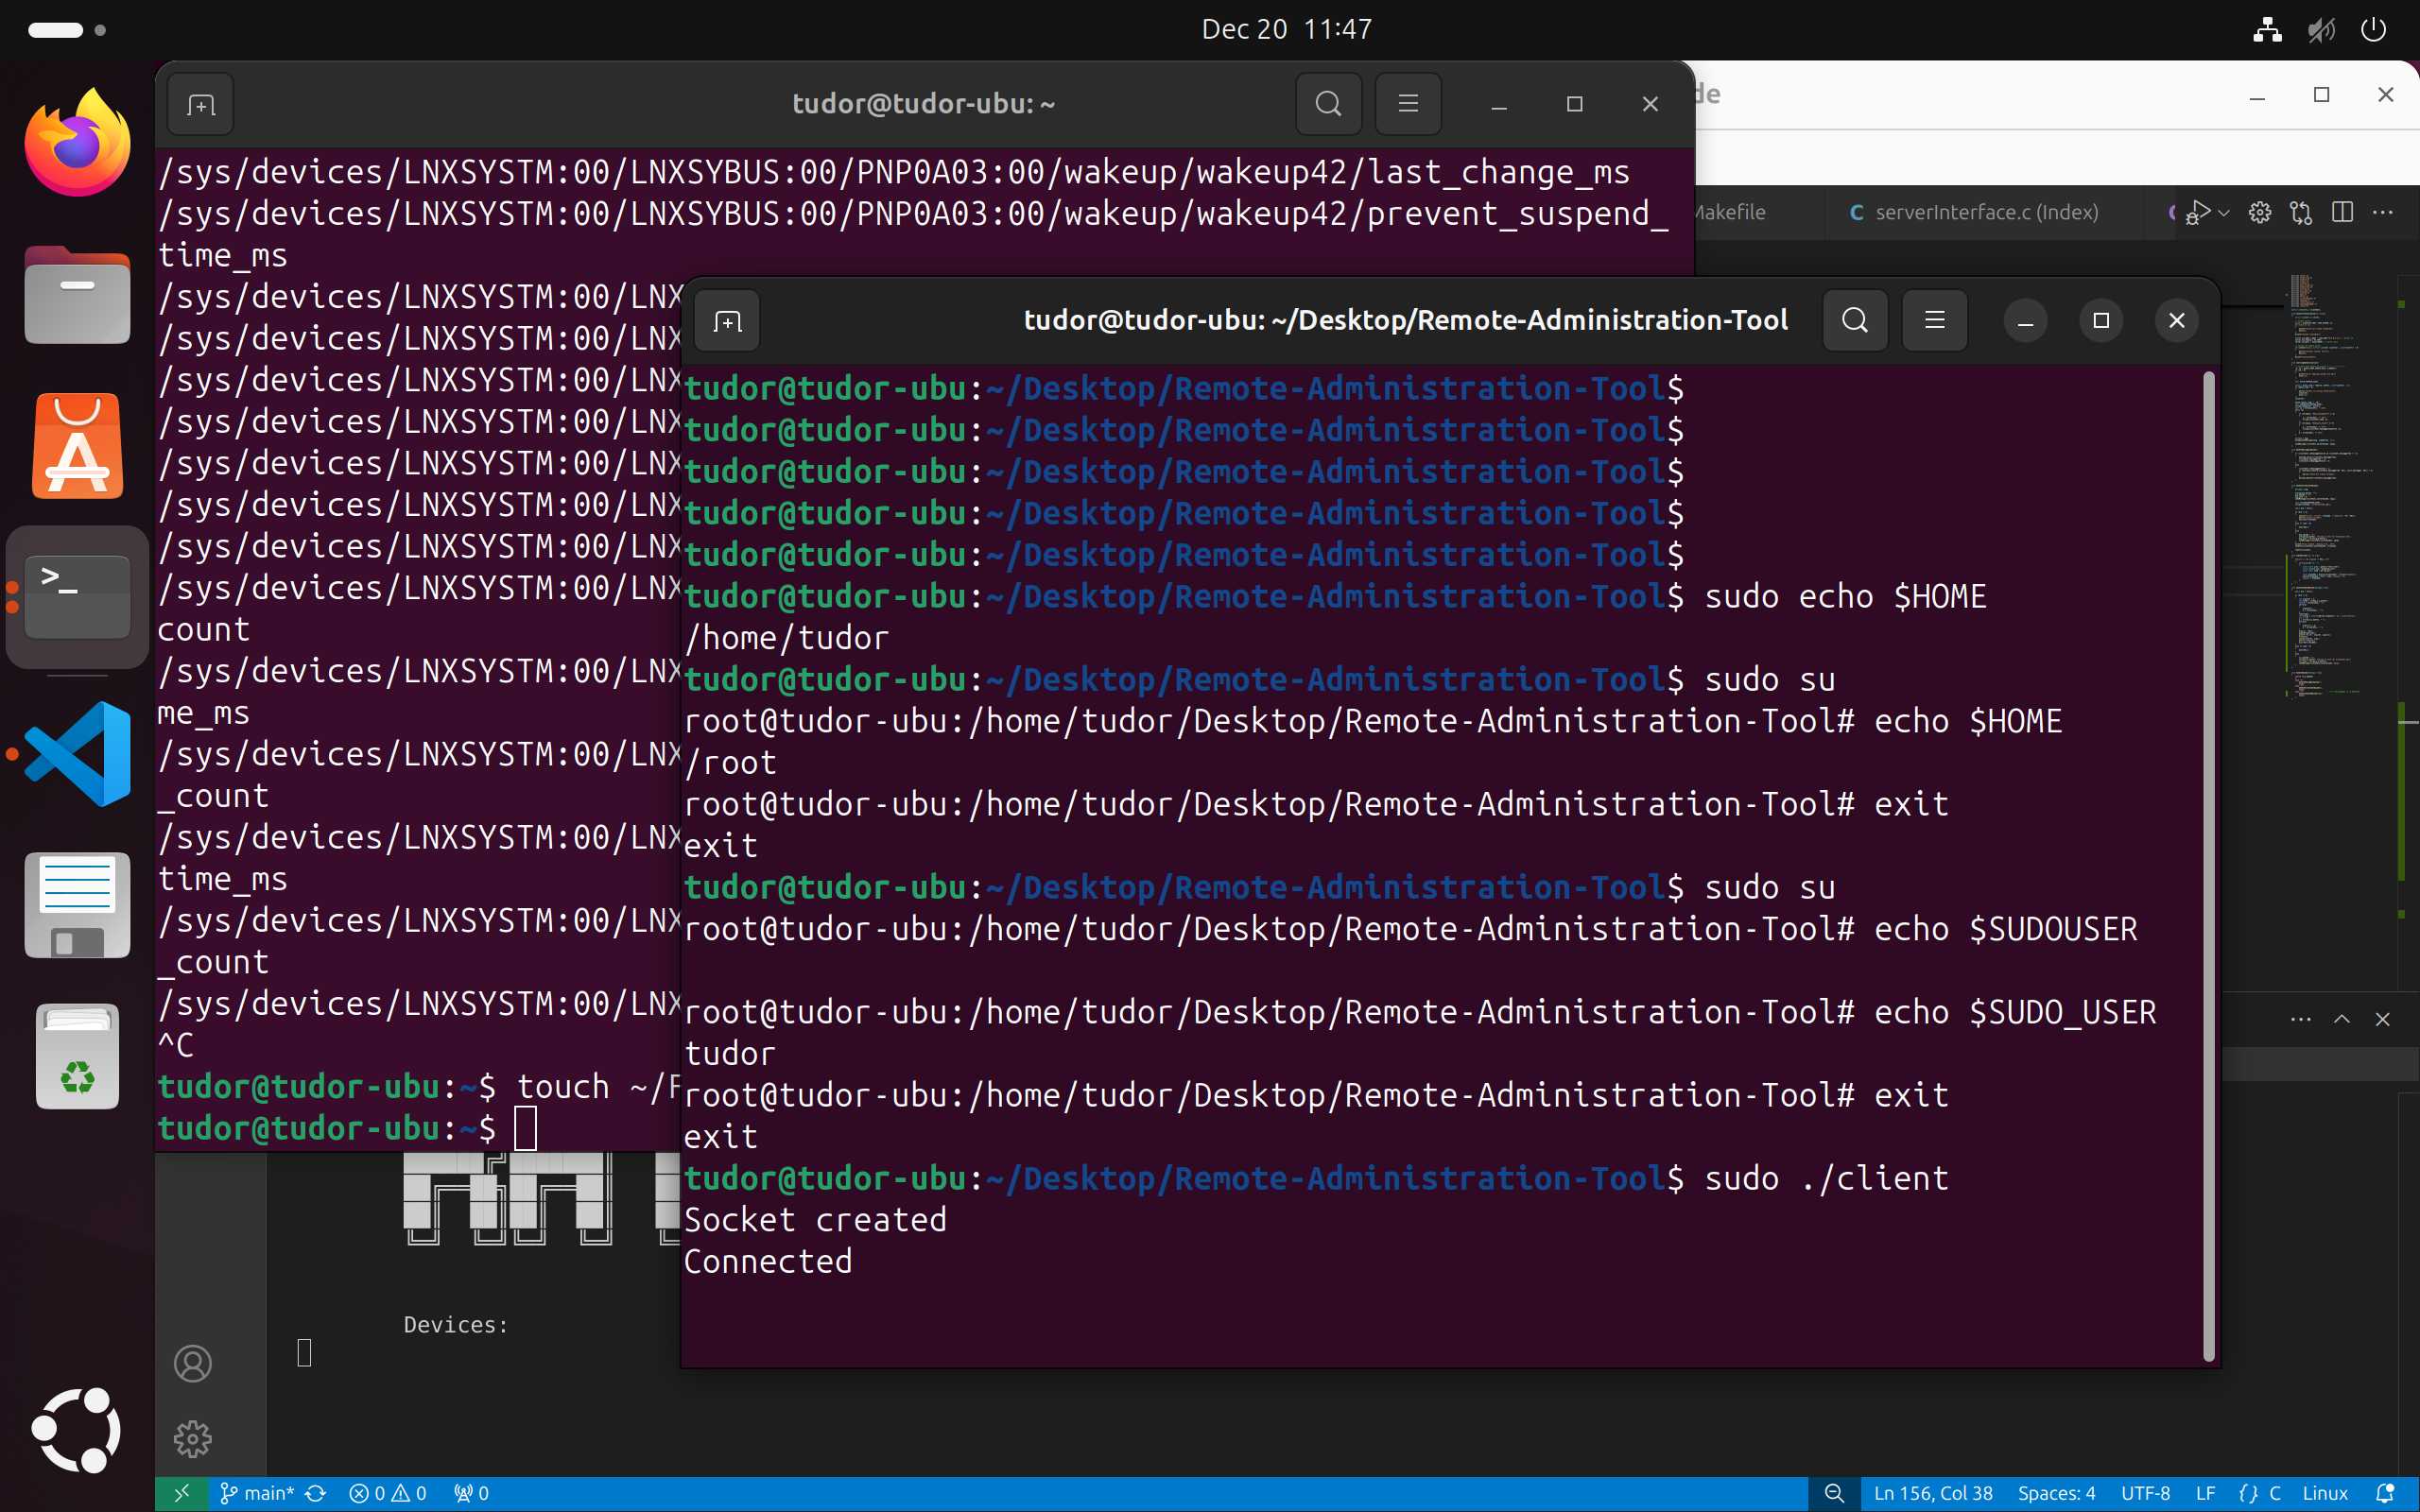 Dec 20 11:47
tudor@tudor-ubu: ~
/sys/devices/LNXSYSTM:00/LNXSYBUS:00/PNP0A03:00/wakeup/wakeup42/last_change_ms
/sys/devices/LNXSYSTM:00/LNXSYBUS:00/PNP0A03:00/wakeup/wakeup42/prevent_suspend_
time_ms
/sys/devices/LNXSYSTM:00/LNX
/sys/devices/LNXSYSTM:00/LNX
/sys/devices/LNXSYSTM:00/LNX
/sys/devices/LNXSYSTM:00/LNX
/sys/devices/LNXSYSTM:00/LNX
/sys/devices/LNXSYSTM:00/LNX
/sys/devices/LNXSYSTM:00/LNX
/sys/devices/LNXSYSTM:00/LNX
count
/sys/devices/LNXSYSTM:00/LNX
me_ms
/sys/devices/LNXSYSTM:00/LNX
_count
/sys/devices/LNXSYSTM:00/LNX
time_ms
/sys/devices/LNXSYSTM:00/LNX
_count
/sys/devices/LNXSYSTM:00/LNX
^C
tudor@tudor-ubu:~$ touch ~/
tudor@tudor-ubu:~$
de
Makefile
C serverInterface.c (Index)
tudor@tudor-ubu: ~/Desktop/Remote-Administration-Tool
tudor@tudor-ubu:~/Desktop/Remote-Administration-Tool$
tudor@tudor-ubu:~/Desktop/Remote-Administration-Tool$
tudor@tudor-ubu:~/Desktop/Remote-Administration-Tool$
tudor@tudor-ubu:~/Desktop/Remote-Administration-Tool$
tudor@tudor-ubu:~/Desktop/Remote-Administration-Tool$
tudor@tudor-ubu:~/Desktop/Remote-Administration-Tool$ sudo echo $HOME
/home/tudor
tudor@tudor-ubu:~/Desktop/Remote-Administration-Tool$ sudo su
root@tudor-ubu:/home/tudor/Desktop/Remote-Administration-Tool# echo $HOME
/root
root@tudor-ubu:/home/tudor/Desktop/Remote-Administration-Tool# exit
exit
tudor@tudor-ubu:~/Desktop/Remote-Administration-Tool$ sudo su
root@tudor-ubu:/home/tudor/Desktop/Remote-Administration-Tool# echo $SUDOUSER
root@tudor-ubu:/home/tudor/Desktop/Remote-Administration-Tool# echo $SUDO_USER
tudor
root@tudor-ubu:/home/tudor/Desktop/Remote-Administration-Tool# exit
exit
tudor@tudor-ubu:~/Desktop/Remote-Administration-Tool$ sudo ./client
Socket created
Connected
Devices:
main* 0 0 0
Ln 156, Col 38 Spaces: 4 UTF-8 LF {} C Linux